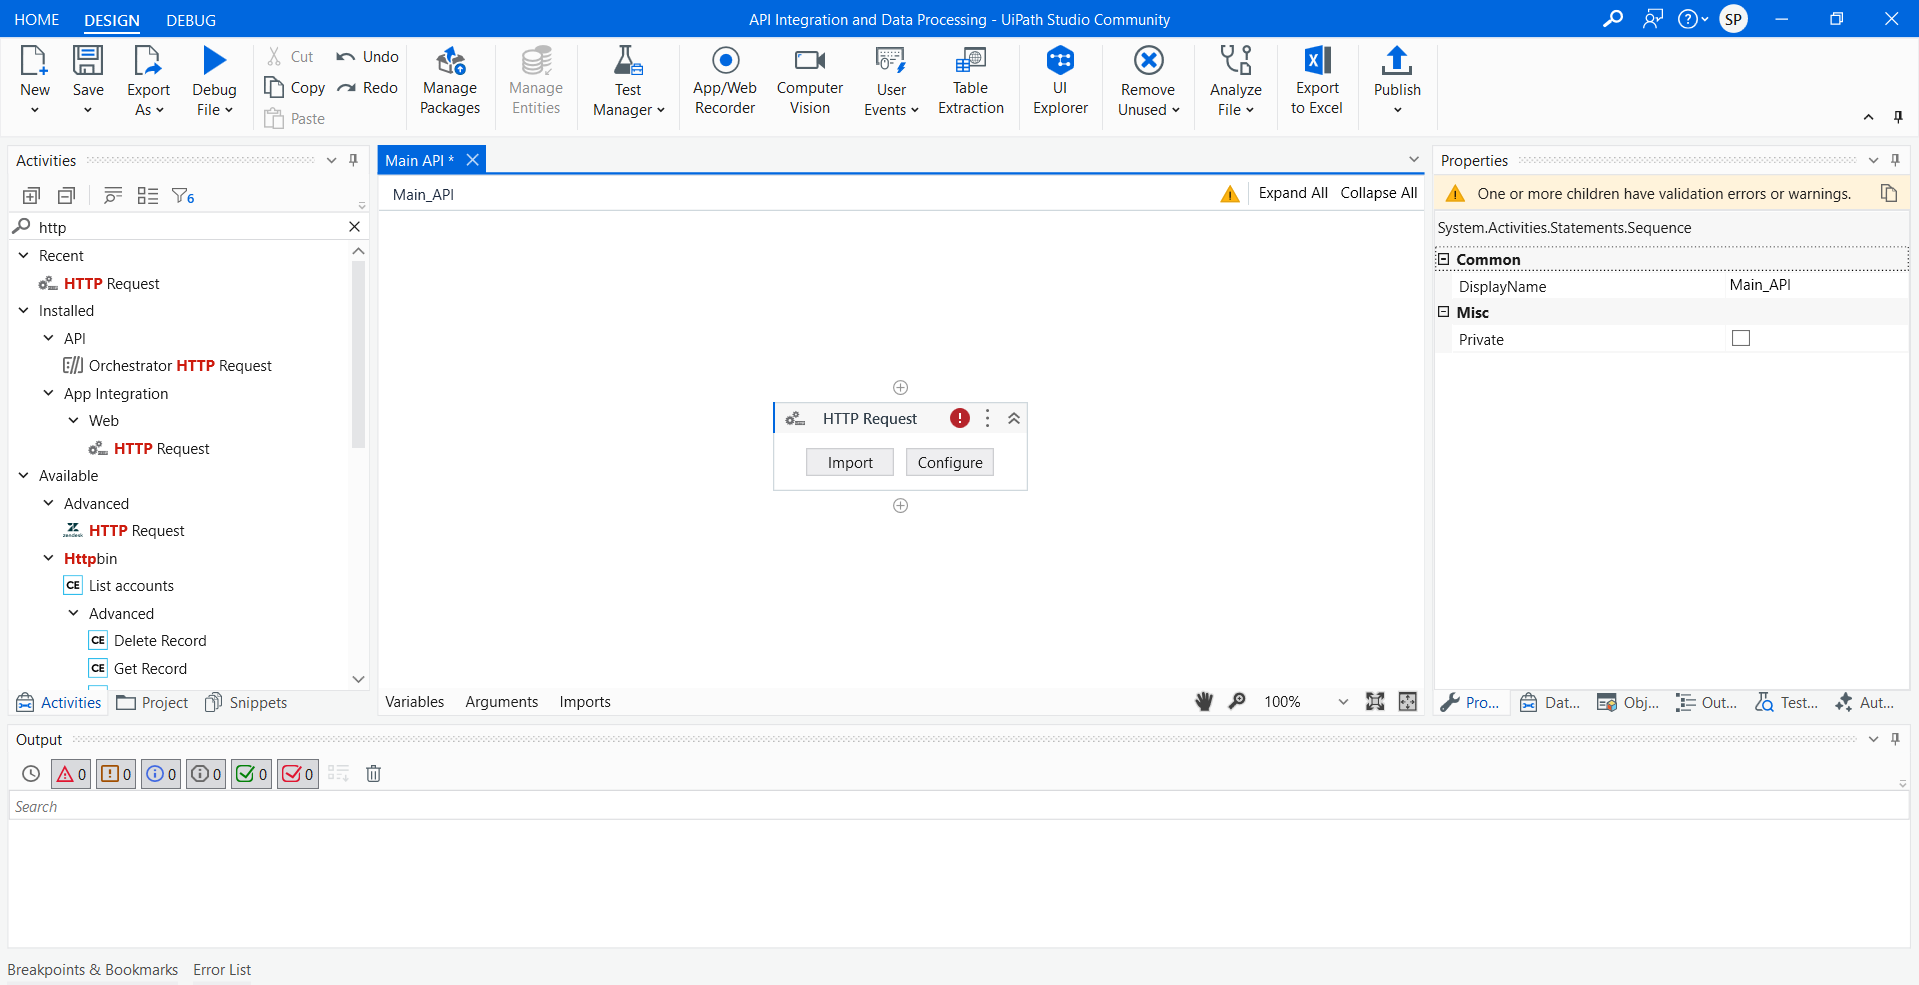 HOME DESIGN DEBUG API Integration and Data Processing - UiPath Studio Community SP
New Save Export As Debug File
Cut Copy Paste Undo Redo
Manage Packages
Manage Entities
Test Manager
App/Web Recorder
Computer Vision
User Events
Table Extraction
UI Explorer
Remove Unused
Analyze File
Export to Excel
Publish
Activities
6
http
Recent
HTTP Request
Installed
API
Orchestrator HTTP Request
App Integration
Web
HTTP Request
Available
Advanced
zendesk HTTP Request
Httpbin
CE List accounts
Advanced
CE Delete Record
CE Get Record
Activities Project Snippets
Main API *
Main_API Expand All Collapse All
HTTP Request
Import Configure
Variables Arguments Imports 100%
Properties
One or more children have validation errors or warnings.
System.Activities.Statements.Sequence
Common
DisplayName Main_API
Misc
Private
Pro... Dat... Obj... Out... Test... Aut...
Output
0 0 0 0 0 0
Search
Breakpoints & Bookmarks Error List